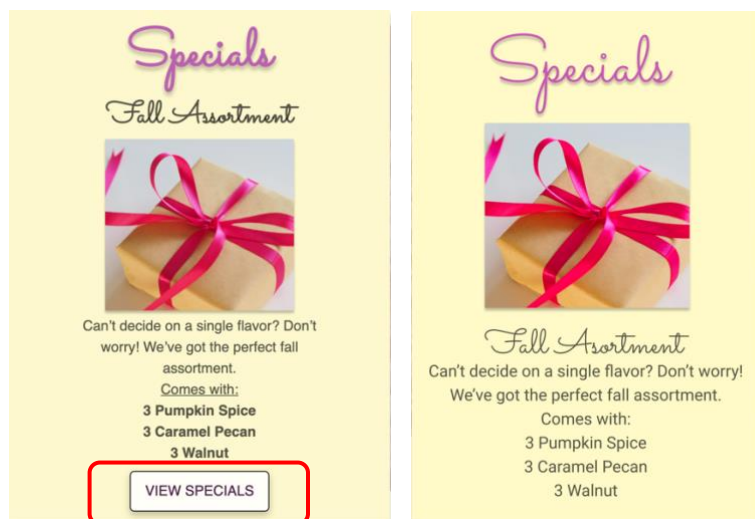 Specials
Fall Assortment
Can't decide on a single flavor? Don't
worry! We've got the perfect fall
assortment.
Comes with:
3 Pumpkin Spice
3 Caramel Pecan
3 Walnut
VIEW SPECIALS
Specials
Fall Asortment
Can't decide on a single flavor? Don't worry!
We've got the perfect fall assortment.
Comes with:
3 Pumpkin Spice
3 Caramel Pecan
3 Walnut